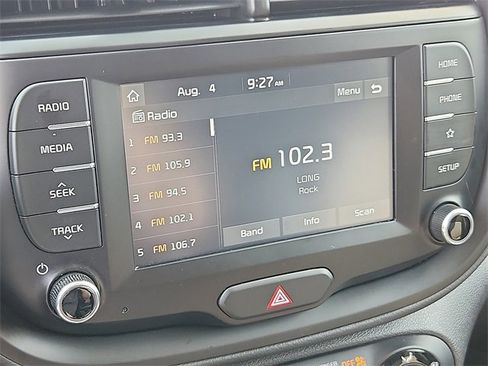 Aug. 4 9:27 AM Menu
Radio
1 FM 93.3
2 FM 105.9
3 FM 94.5
4 FM 102.1
5 FM 106.7
FM 102.3
LONG
Rock
Band Info Scan
RADIO
MEDIA
SEEK
TRACK
HOME
PHONE
SETUP
OFF